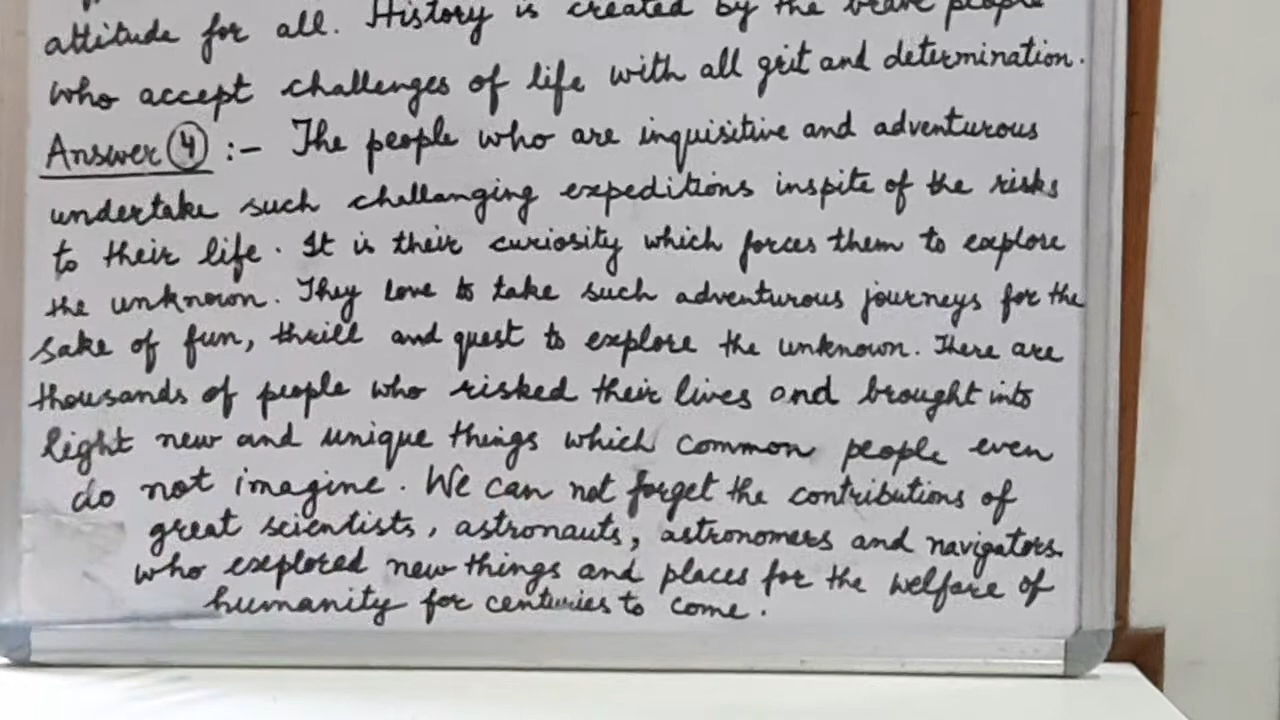 attitude for all. History is created by the brave people
who accept challenges of life with all grit and determination.
Answer ④ :- The people who are inquisitive and adventurous
undertake such challanging expeditions inspite of the risks
to their life. It is their curiosity which forces them to explore
the unknown. They love to take such adventurous journeys for the
sake of fun, thrill and quest to explore the unknown. There are
thousands of people who risked their lives and brought into
light new and unique things which common people even
do not imagine. We can not forget the contributions of
great scientists, astronauts, astronomers and navigators.
who explored new things and places for the welfare of
humanity for centuries to come.